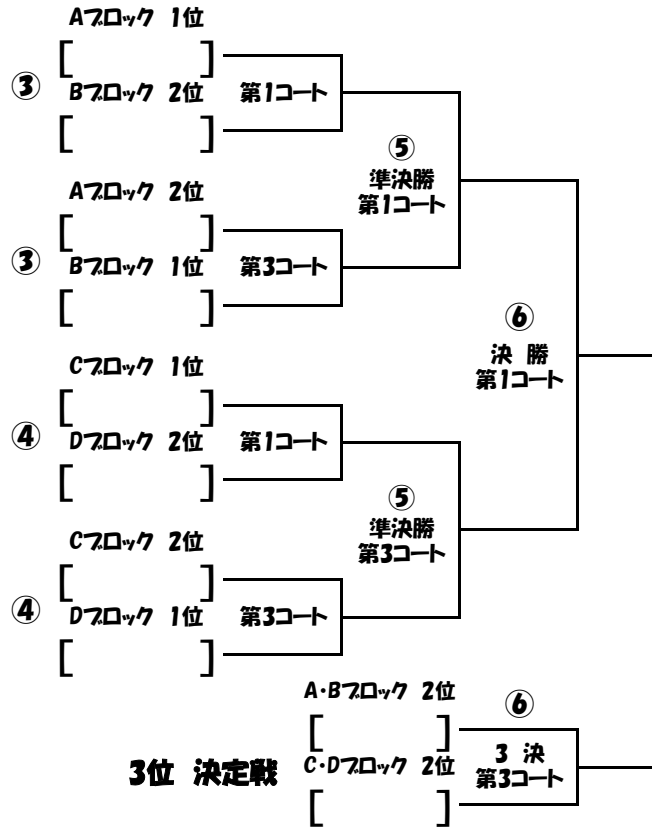 Aブロック 1位
[ ]
③ Bブロック 2位 第1コート
[ ]
⑤
準決勝
第1コート
Aブロック 2位
[ ]
③ Bブロック 1位 第3コート
[ ]
⑥
決 勝
第1コート
Cブロック 1位
[ ]
④ Dブロック 2位 第1コート
[ ]
⑤
準決勝
第3コート
Cブロック 2位
[ ]
④ Dブロック 1位 第3コート
[ ]
A・Bブロック 2位
[ ]
⑥
3位 決定戦
C・Dブロック 2位
[ ]
3 決
第3コート